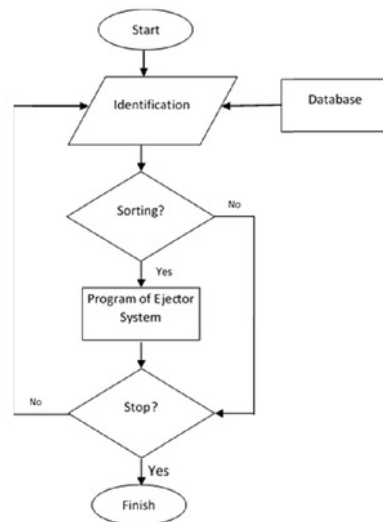 Start
Identification
Database
Sorting?
No
Yes
Program of Ejector
System
No
Stop?
Yes
Finish